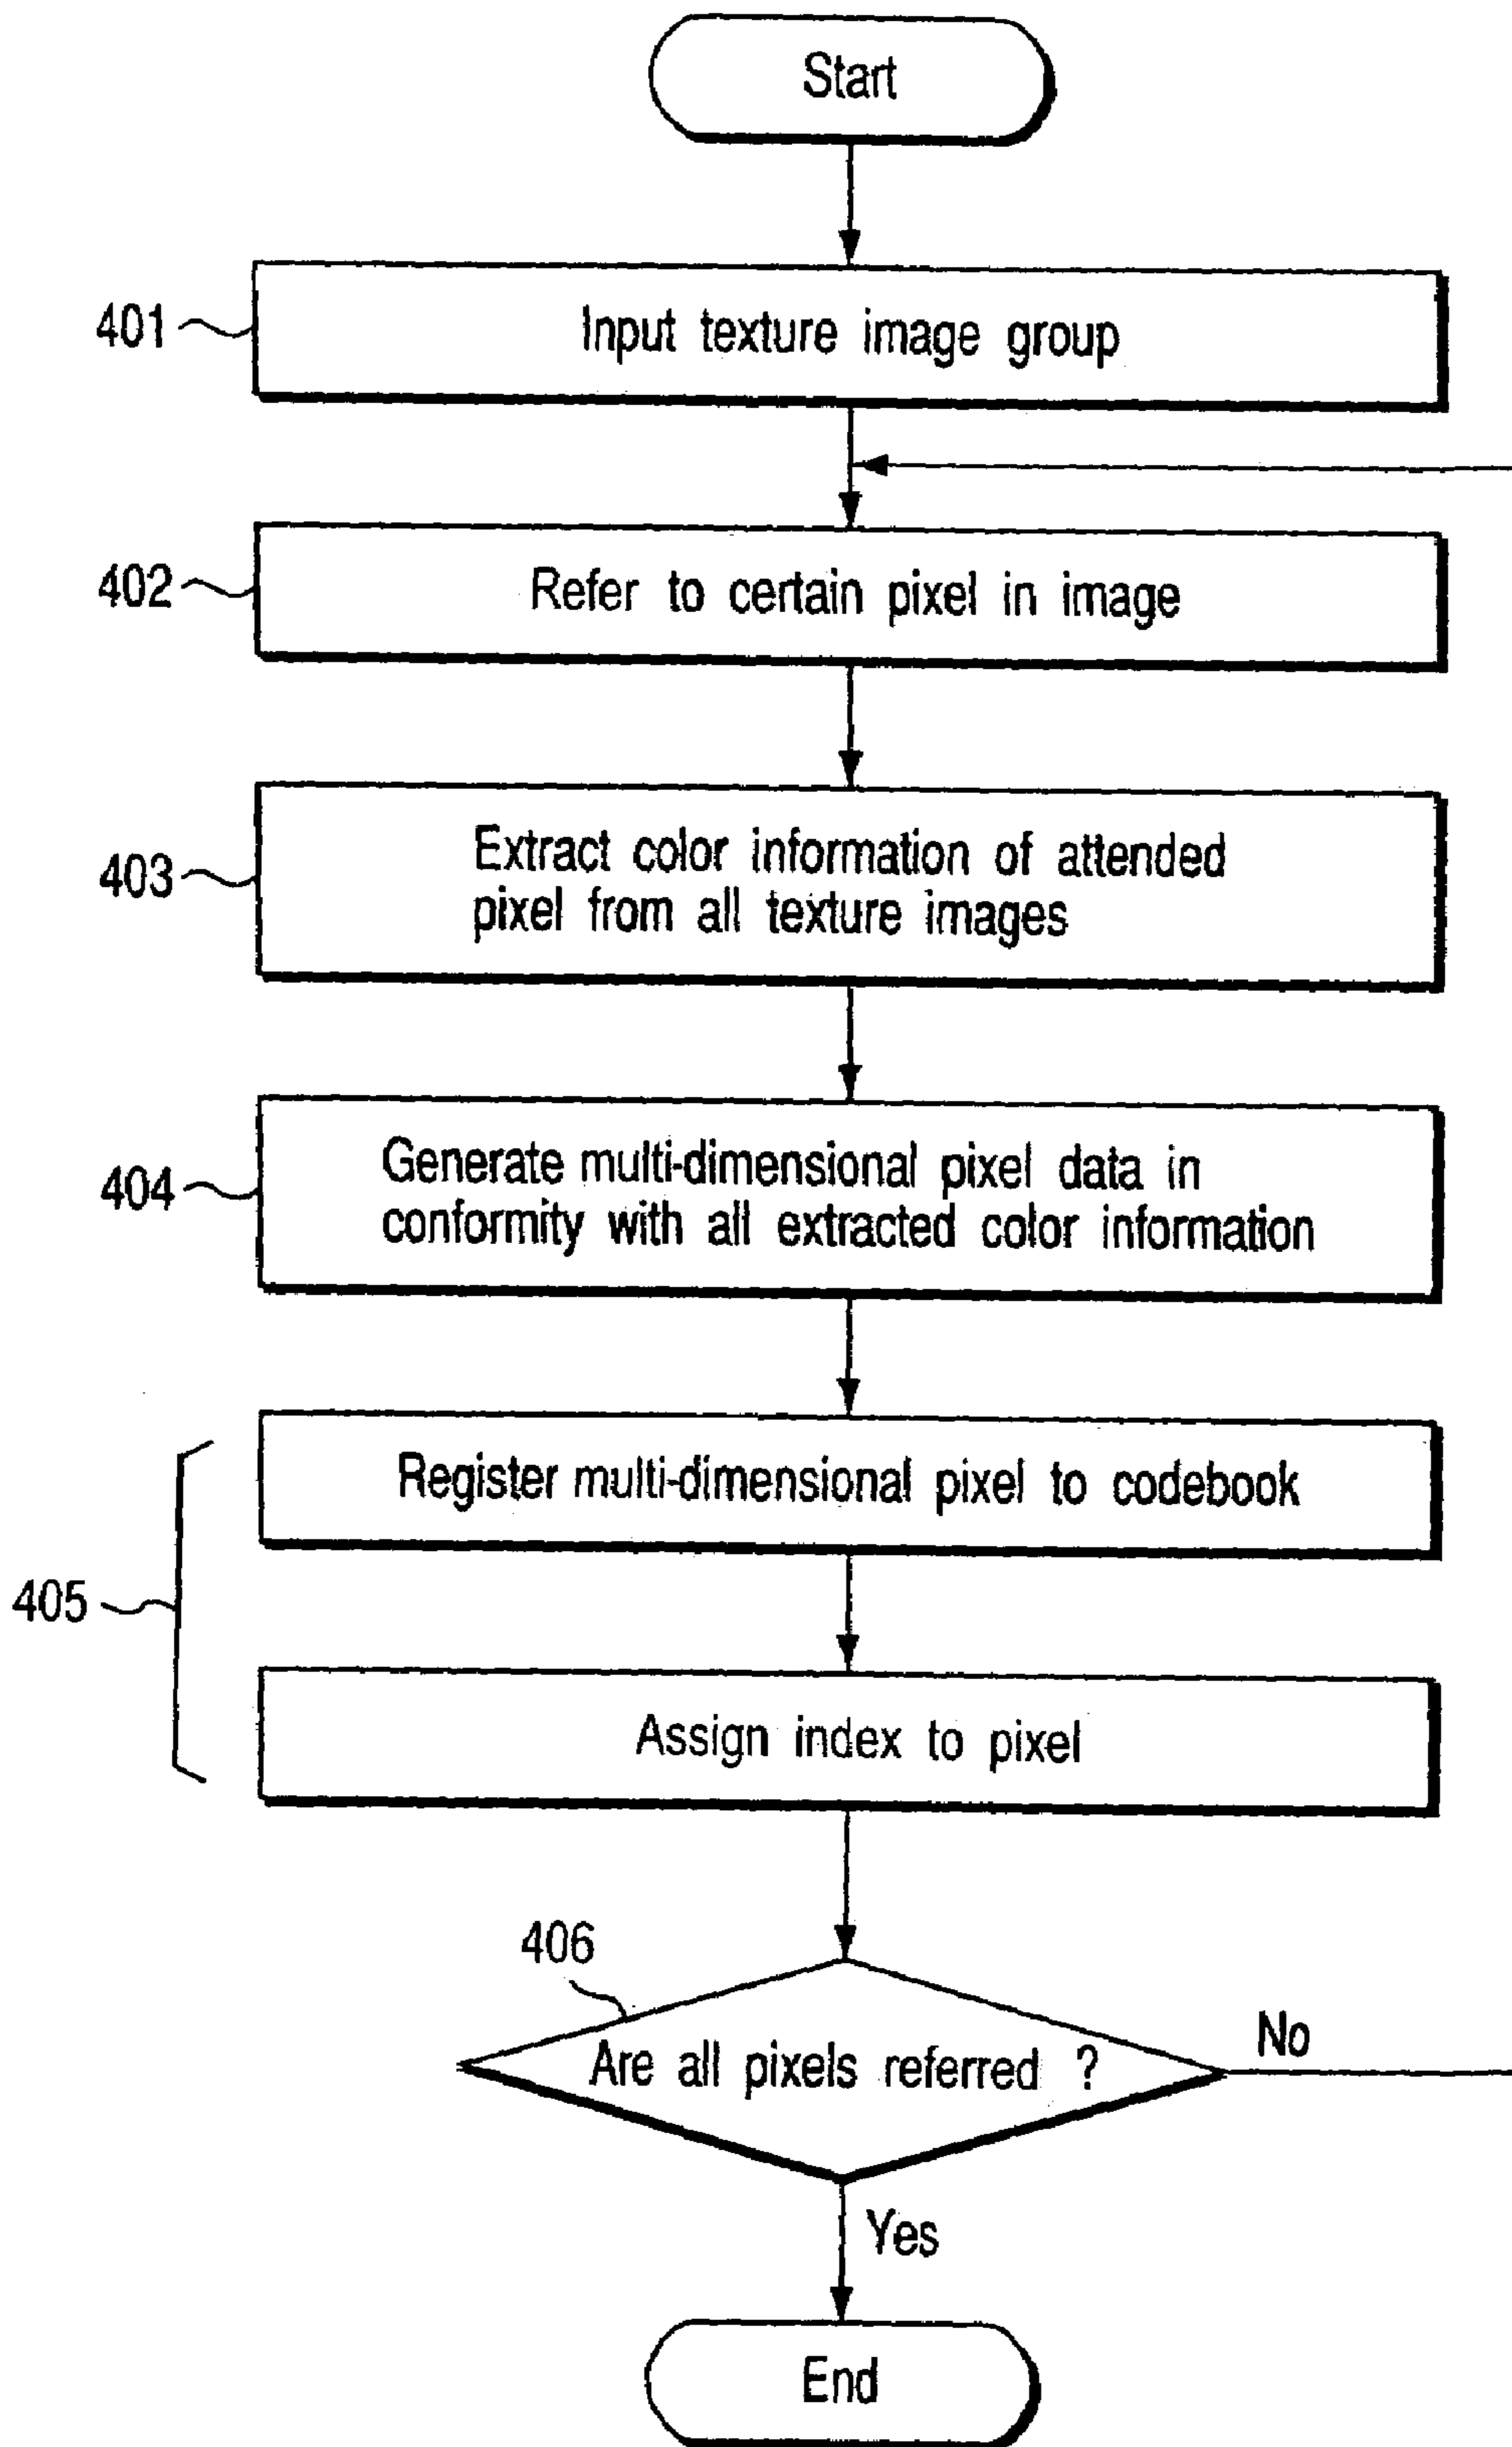 Start
401
Input texture image group
402
Refer to certain pixel in image
403
Extract color information of attended
pixel from all texture images
404
Generate multi-dimensional pixel data in
conformity with all extracted color information
405
Register multi-dimensional pixel to codebook
Assign index to pixel
406
Are all pixels referred ?
No
Yes
End